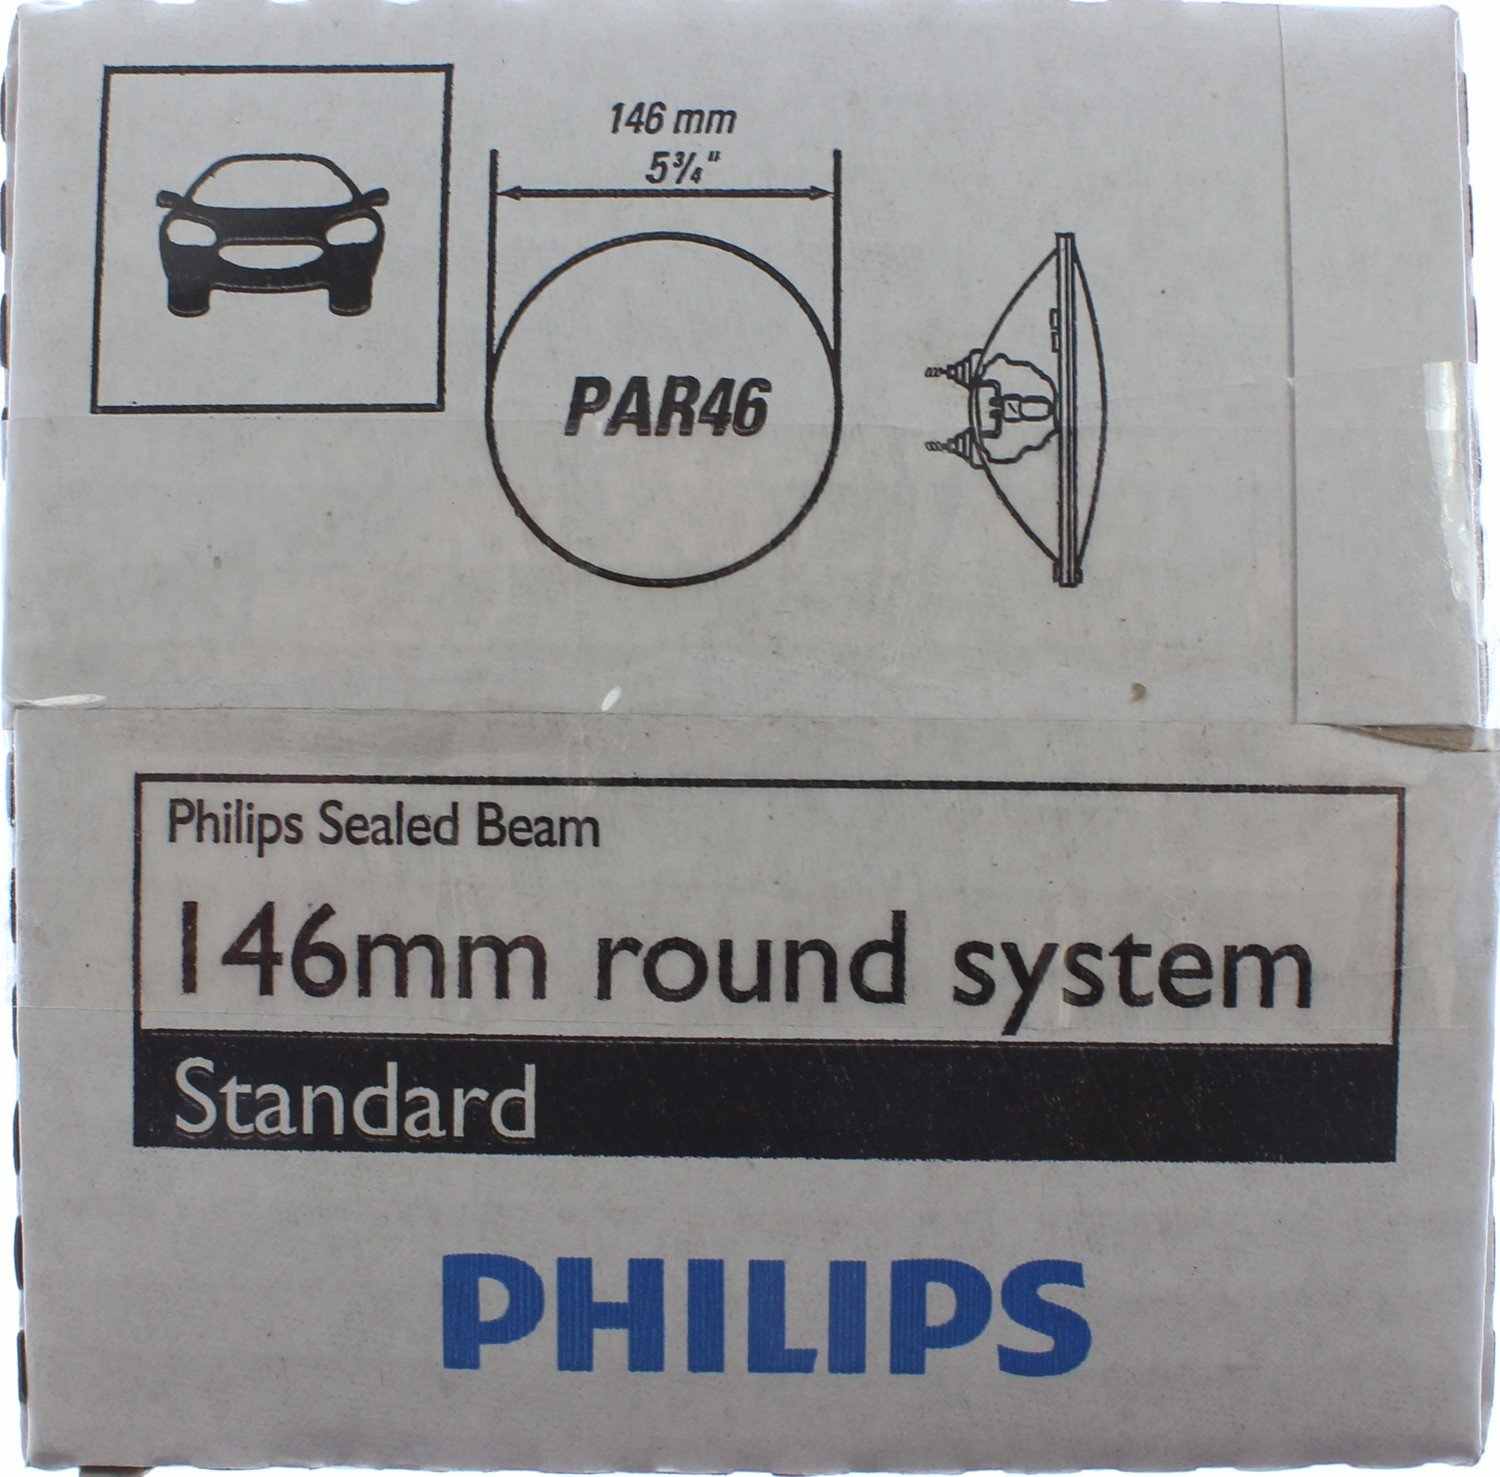 146 mm
5¾"
PAR46
Philips Sealed Beam
146mm round system
Standard
PHILIPS